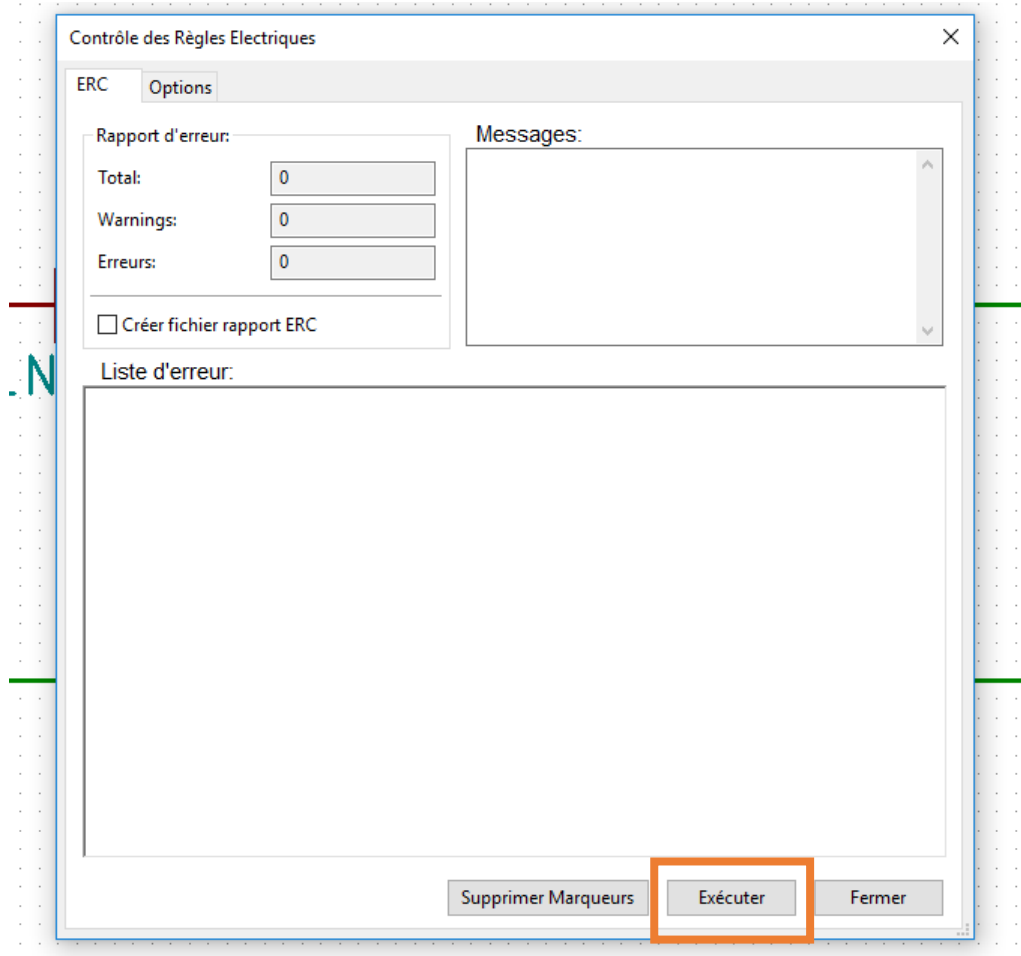 Contrôle des Règles Electriques
ERC Options
Rapport d'erreur:
Total: 0
Warnings: 0
Erreurs: 0
Créer fichier rapport ERC
Messages:
N
Liste d'erreur:
Supprimer Marqueurs Exécuter Fermer